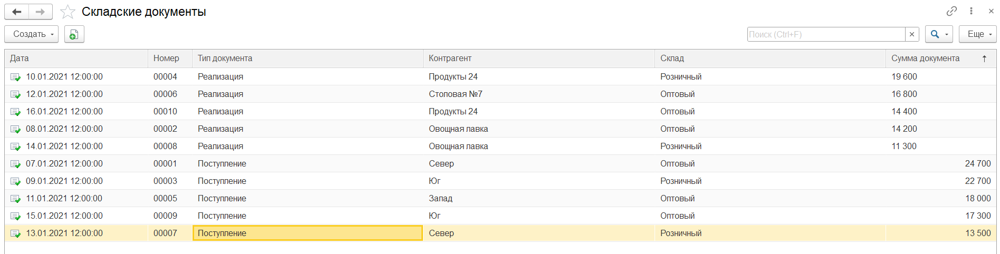 Складские документы
Создать
Поиск (Ctrl+F)
Еще
Дата Номер Тип документа Контрагент Склад Сумма документа
10.01.2021 12:00:00 00004 Реализация Продукты 24 Розничный 19 600
12.01.2021 12:00:00 00006 Реализация Столовая №7 Оптовый 16 800
16.01.2021 12:00:00 00010 Реализация Продукты 24 Оптовый 14 400
08.01.2021 12:00:00 00002 Реализация Овощная лавка Оптовый 14 200
14.01.2021 12:00:00 00008 Реализация Овощная лавка Розничный 11 300
07.01.2021 12:00:00 00001 Поступление Север Оптовый 24 700
09.01.2021 12:00:00 00003 Поступление Юг Розничный 22 700
11.01.2021 12:00:00 00005 Поступление Запад Оптовый 18 000
15.01.2021 12:00:00 00009 Поступление Юг Оптовый 17 300
13.01.2021 12:00:00 00007 Поступление Север Розничный 13 500